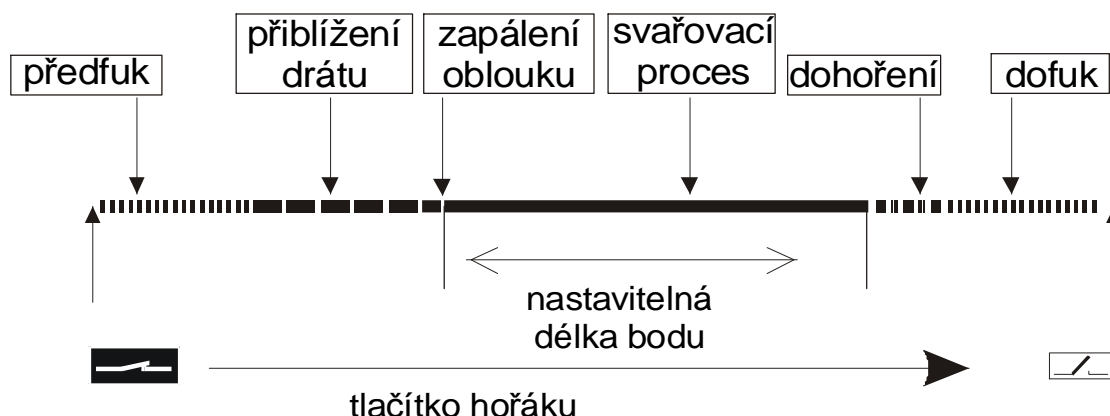 předfuk
přiblížení
drátu
zapálení
oblouku
svařovací
proces
dohoření
dofuk
nastavitelná
délka bodu
tlačítko hořáku